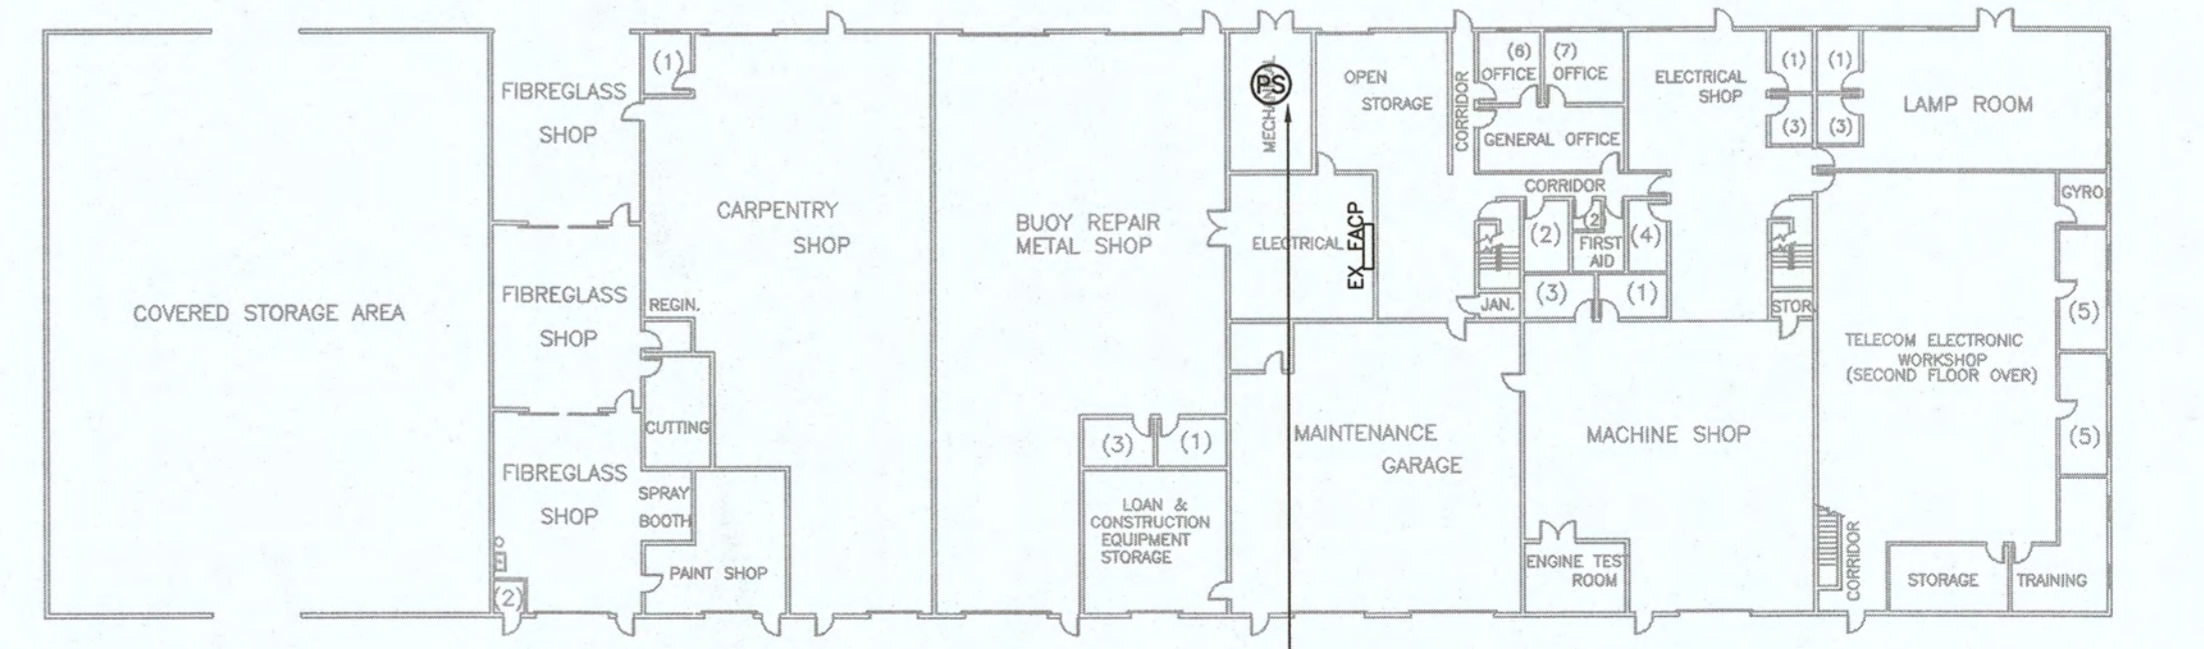 COVERED STORAGE AREA
FIBREGLASS
SHOP
FIBREGLASS
SHOP
FIBREGLASS
SHOP
(2)
(1)
CARPENTRY
SHOP
REGIN.
CUTTING
SPRAY
BOOTH
PAINT SHOP
BUOY REPAIR
METAL SHOP
(3)
(1)
LOAN &
CONSTRUCTION
EQUIPMENT
STORAGE
MECHANICAL
PS
ELECTRICAL
EX FACP
OPEN
STORAGE
CORRIDOR
(6)
OFFICE
(7)
OFFICE
GENERAL OFFICE
CORRIDOR
(2)
(2)
FIRST
AID
(4)
(3)
(1)
JAN.
MAINTENANCE
GARAGE
ELECTRICAL
SHOP
(1)
(1)
(3)
(3)
LAMP ROOM
STOR.
MACHINE SHOP
ENGINE TEST
ROOM
GYRO.
(5)
(5)
TELECOM ELECTRONIC
WORKSHOP
(SECOND FLOOR OVER)
CORRIDOR
STORAGE
TRAINING